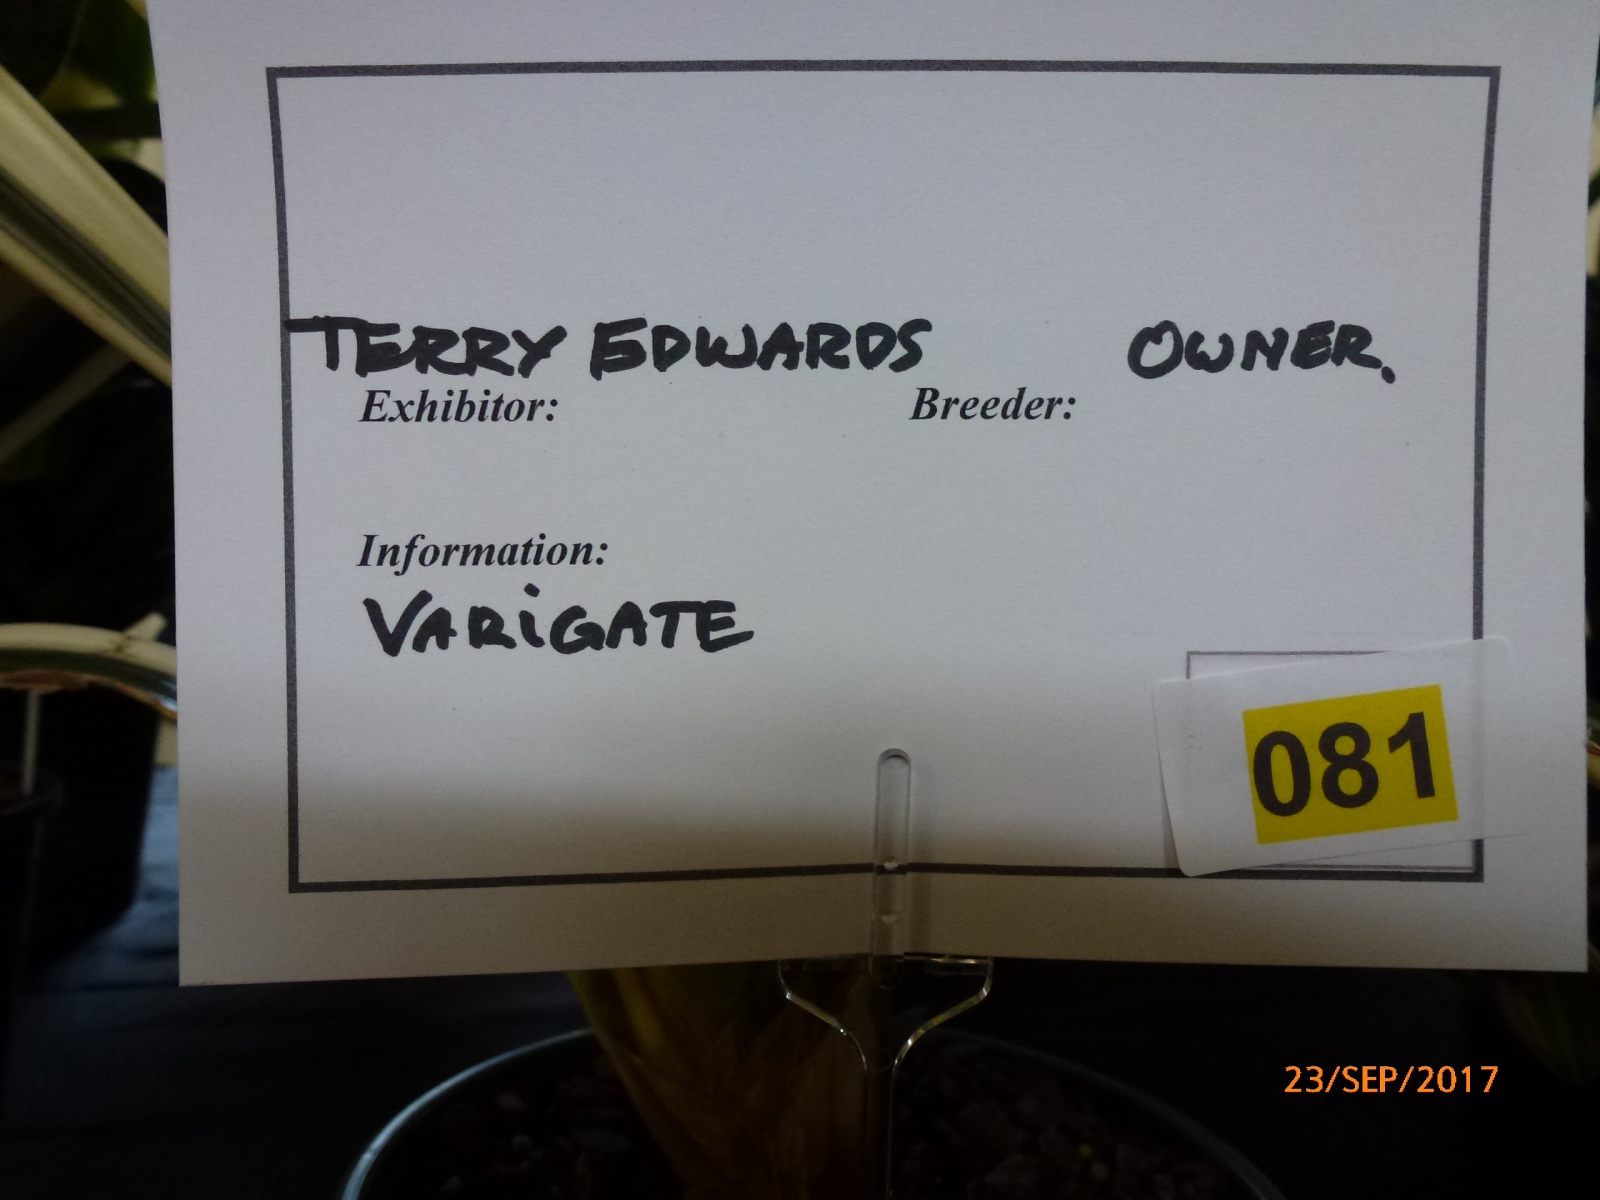 TERRY EDWARDS OWNER.
Exhibitor: Breeder:
Information:
VARiGATE
081
23/SEP/2017